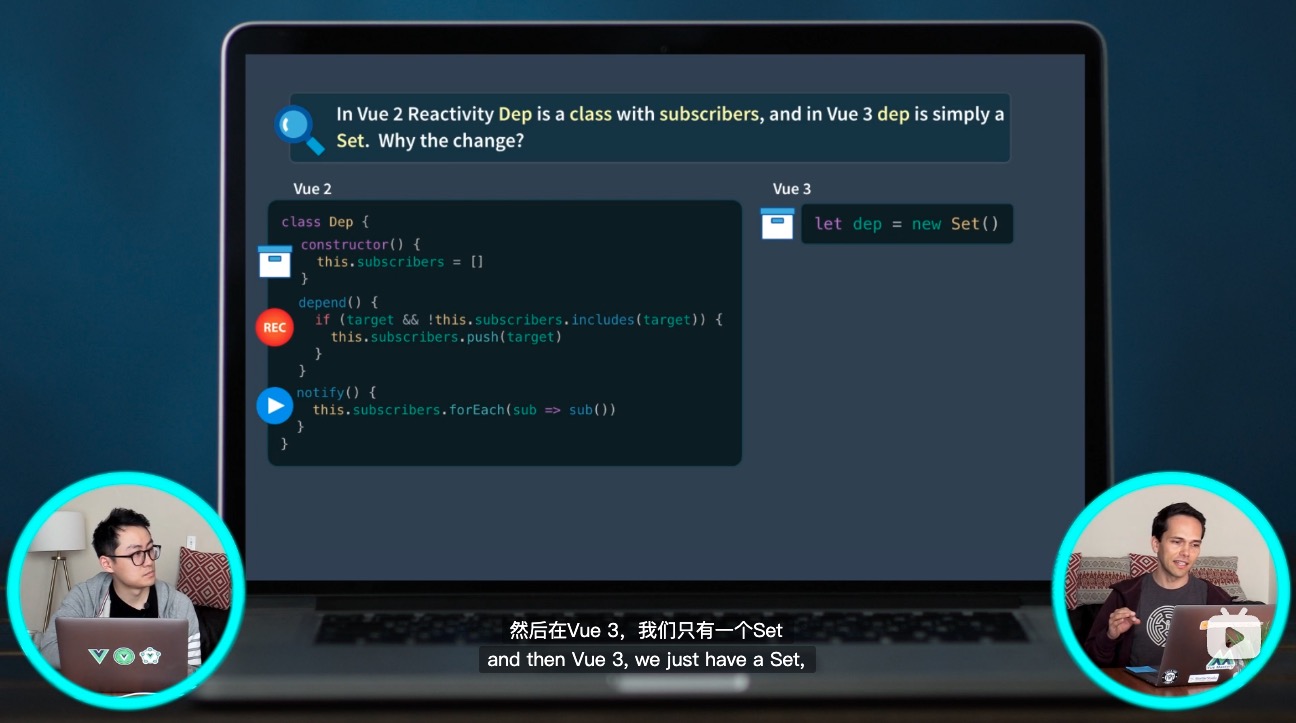 In Vue 2 Reactivity Dep is a class with subscribers, and in Vue 3 dep is simply a
Set. Why the change?
Vue 2
class Dep {
constructor() {
this.subscribers = []
}
depend() {
if (target && !this.subscribers.includes(target)) {
this.subscribers.push(target)
}
}
notify() {
this.subscribers.forEach(sub => sub())
}
}
REC
Vue 3
let dep = new Set()
然后在Vue 3，我们只有一个Set
and then Vue 3, we just have a Set,